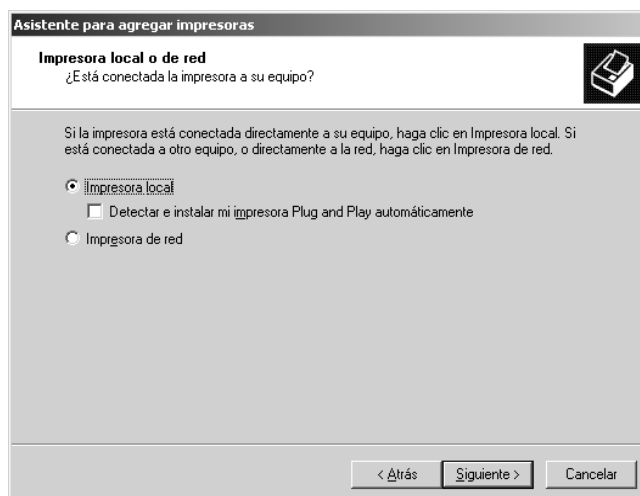 Asistente para agregar impresoras
Impresora local o de red
¿Está conectada la impresora a su equipo?
Si la impresora está conectada directamente a su equipo, haga clic en Impresora local. Si
está conectada a otro equipo, o directamente a la red, haga clic en Impresora de red.
Impresora local
Detectar e instalar mi impresora Plug and Play automáticamente
Impresora de red
< Atrás
Siguiente >
Cancelar